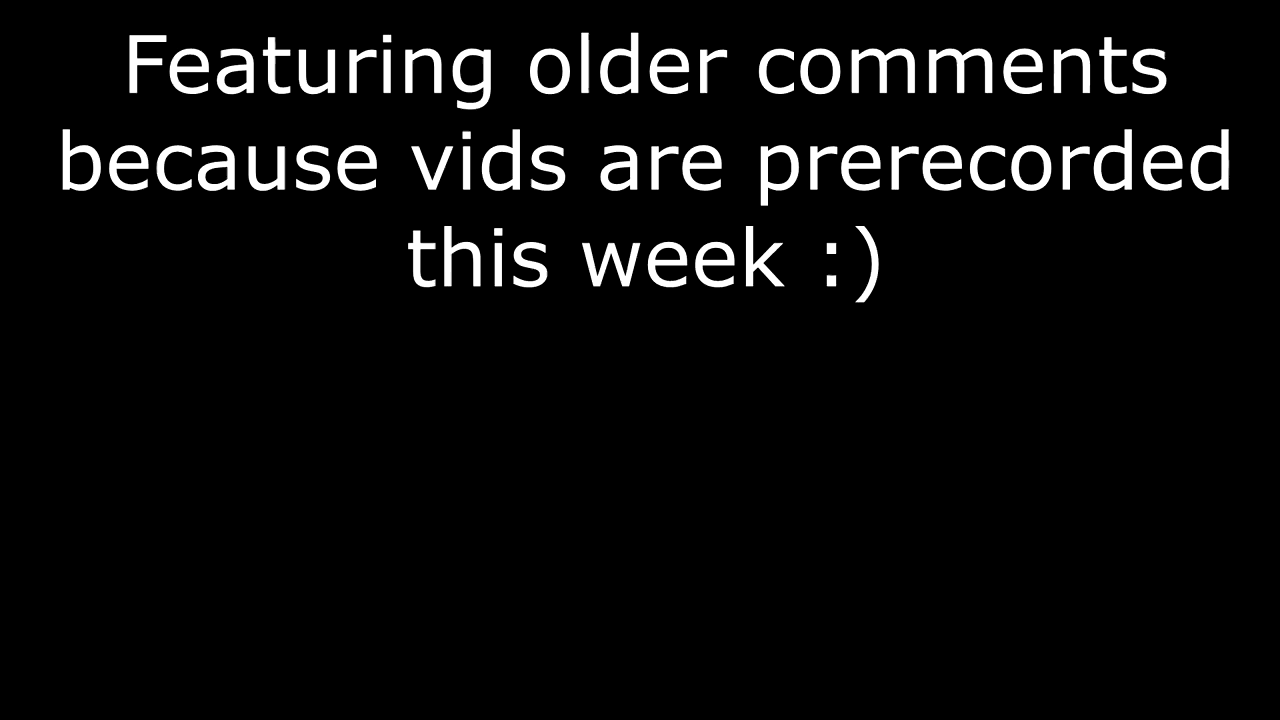 Featuring older comments
because vids are prerecorded
this week :)